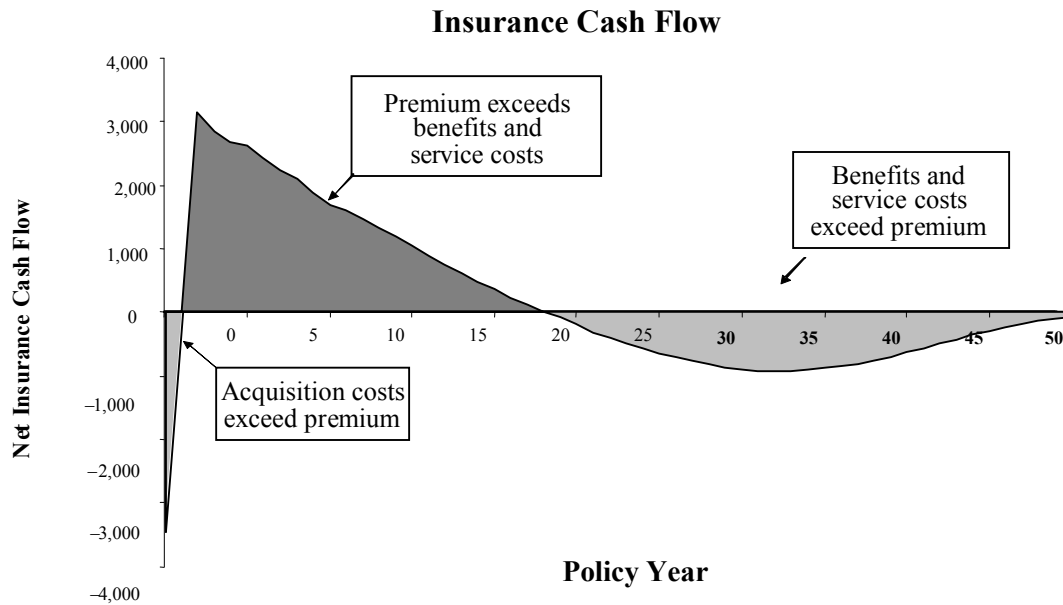 Insurance Cash Flow
4,000
3,000
2,000
1,000
0
–1,000
–2,000
–3,000
–4,000
Net Insurance Cash Flow
Premium exceeds
benefits and
service costs
Benefits and
service costs
exceed premium
0 5 10 15 20 25 30 35 40 45 50
Acquisition costs
exceed premium
Policy Year